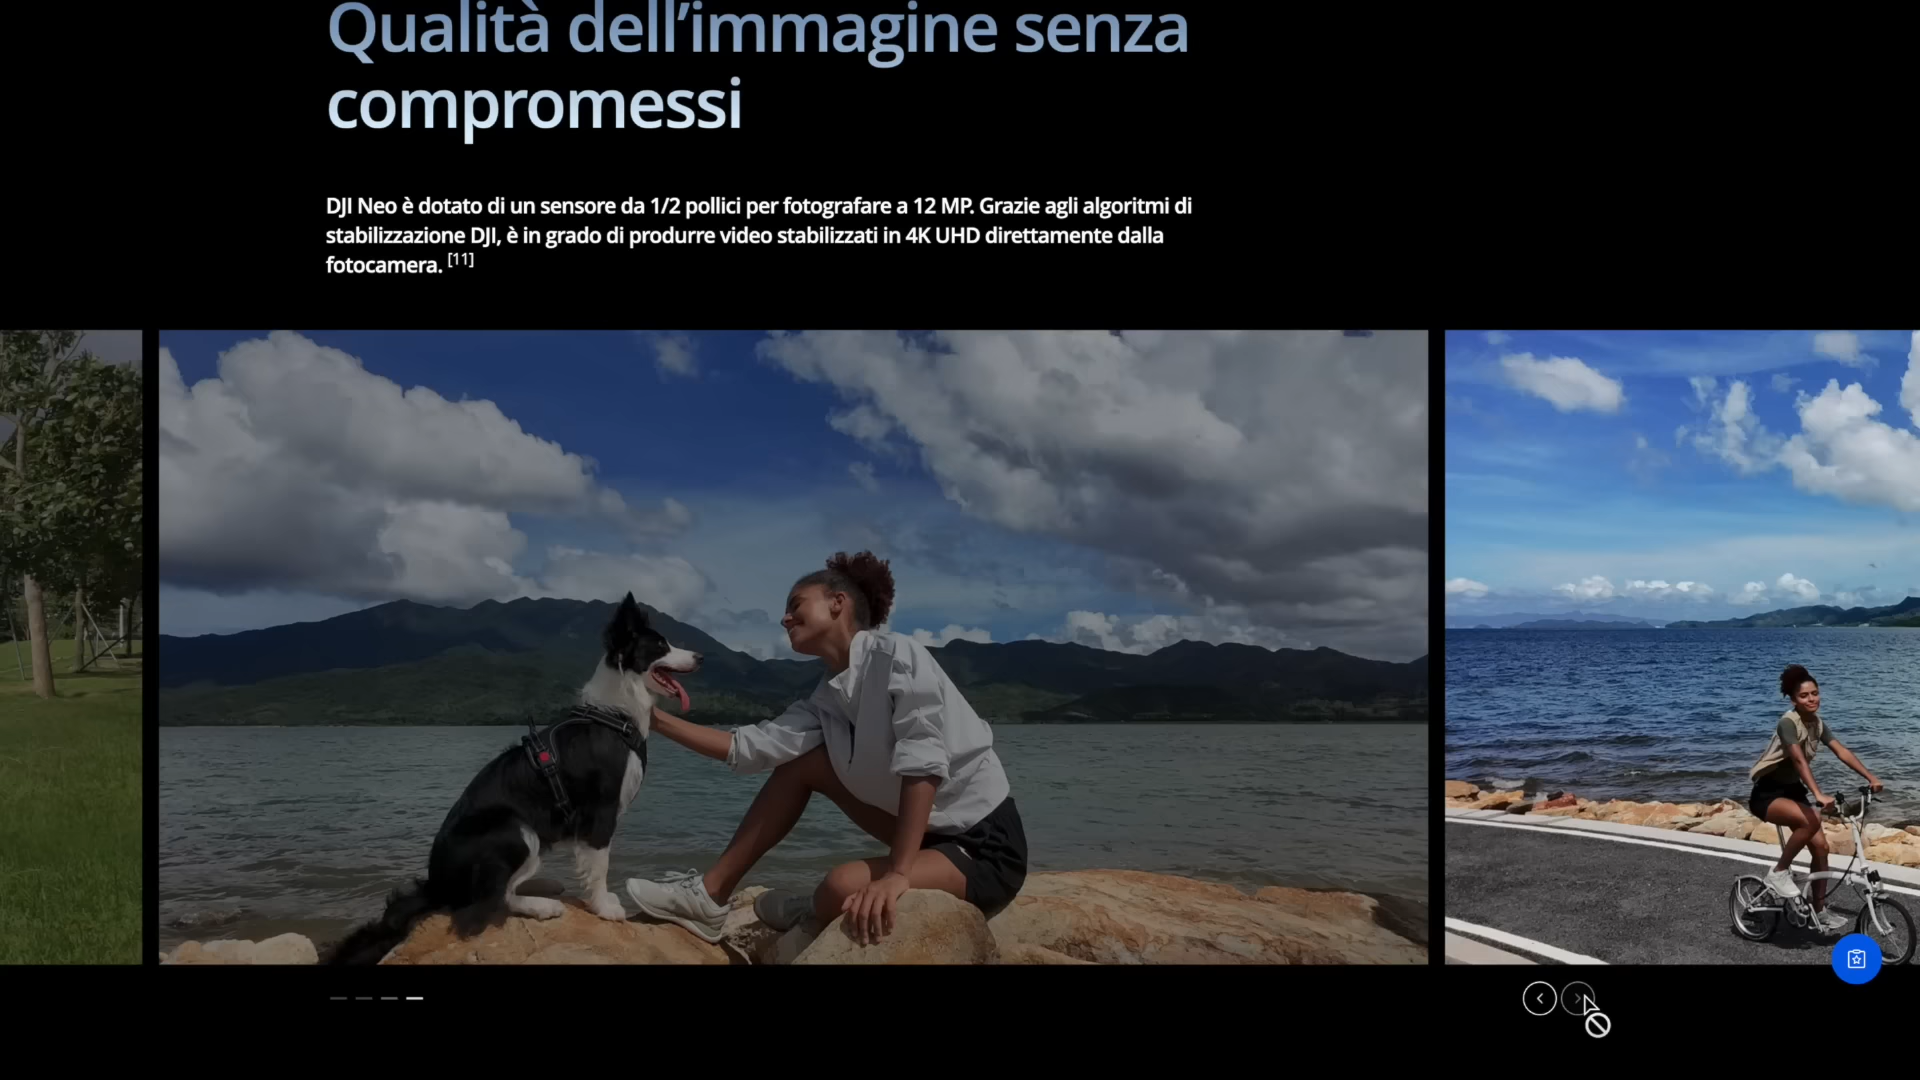 Qualità dell’immagine senza
compromessi
DJI Neo è dotato di un sensore da 1/2 pollici per fotografare a 12 MP. Grazie agli algoritmi di
stabilizzazione DJI, è in grado di produrre video stabilizzati in 4K UHD direttamente dalla
fotocamera. [11]